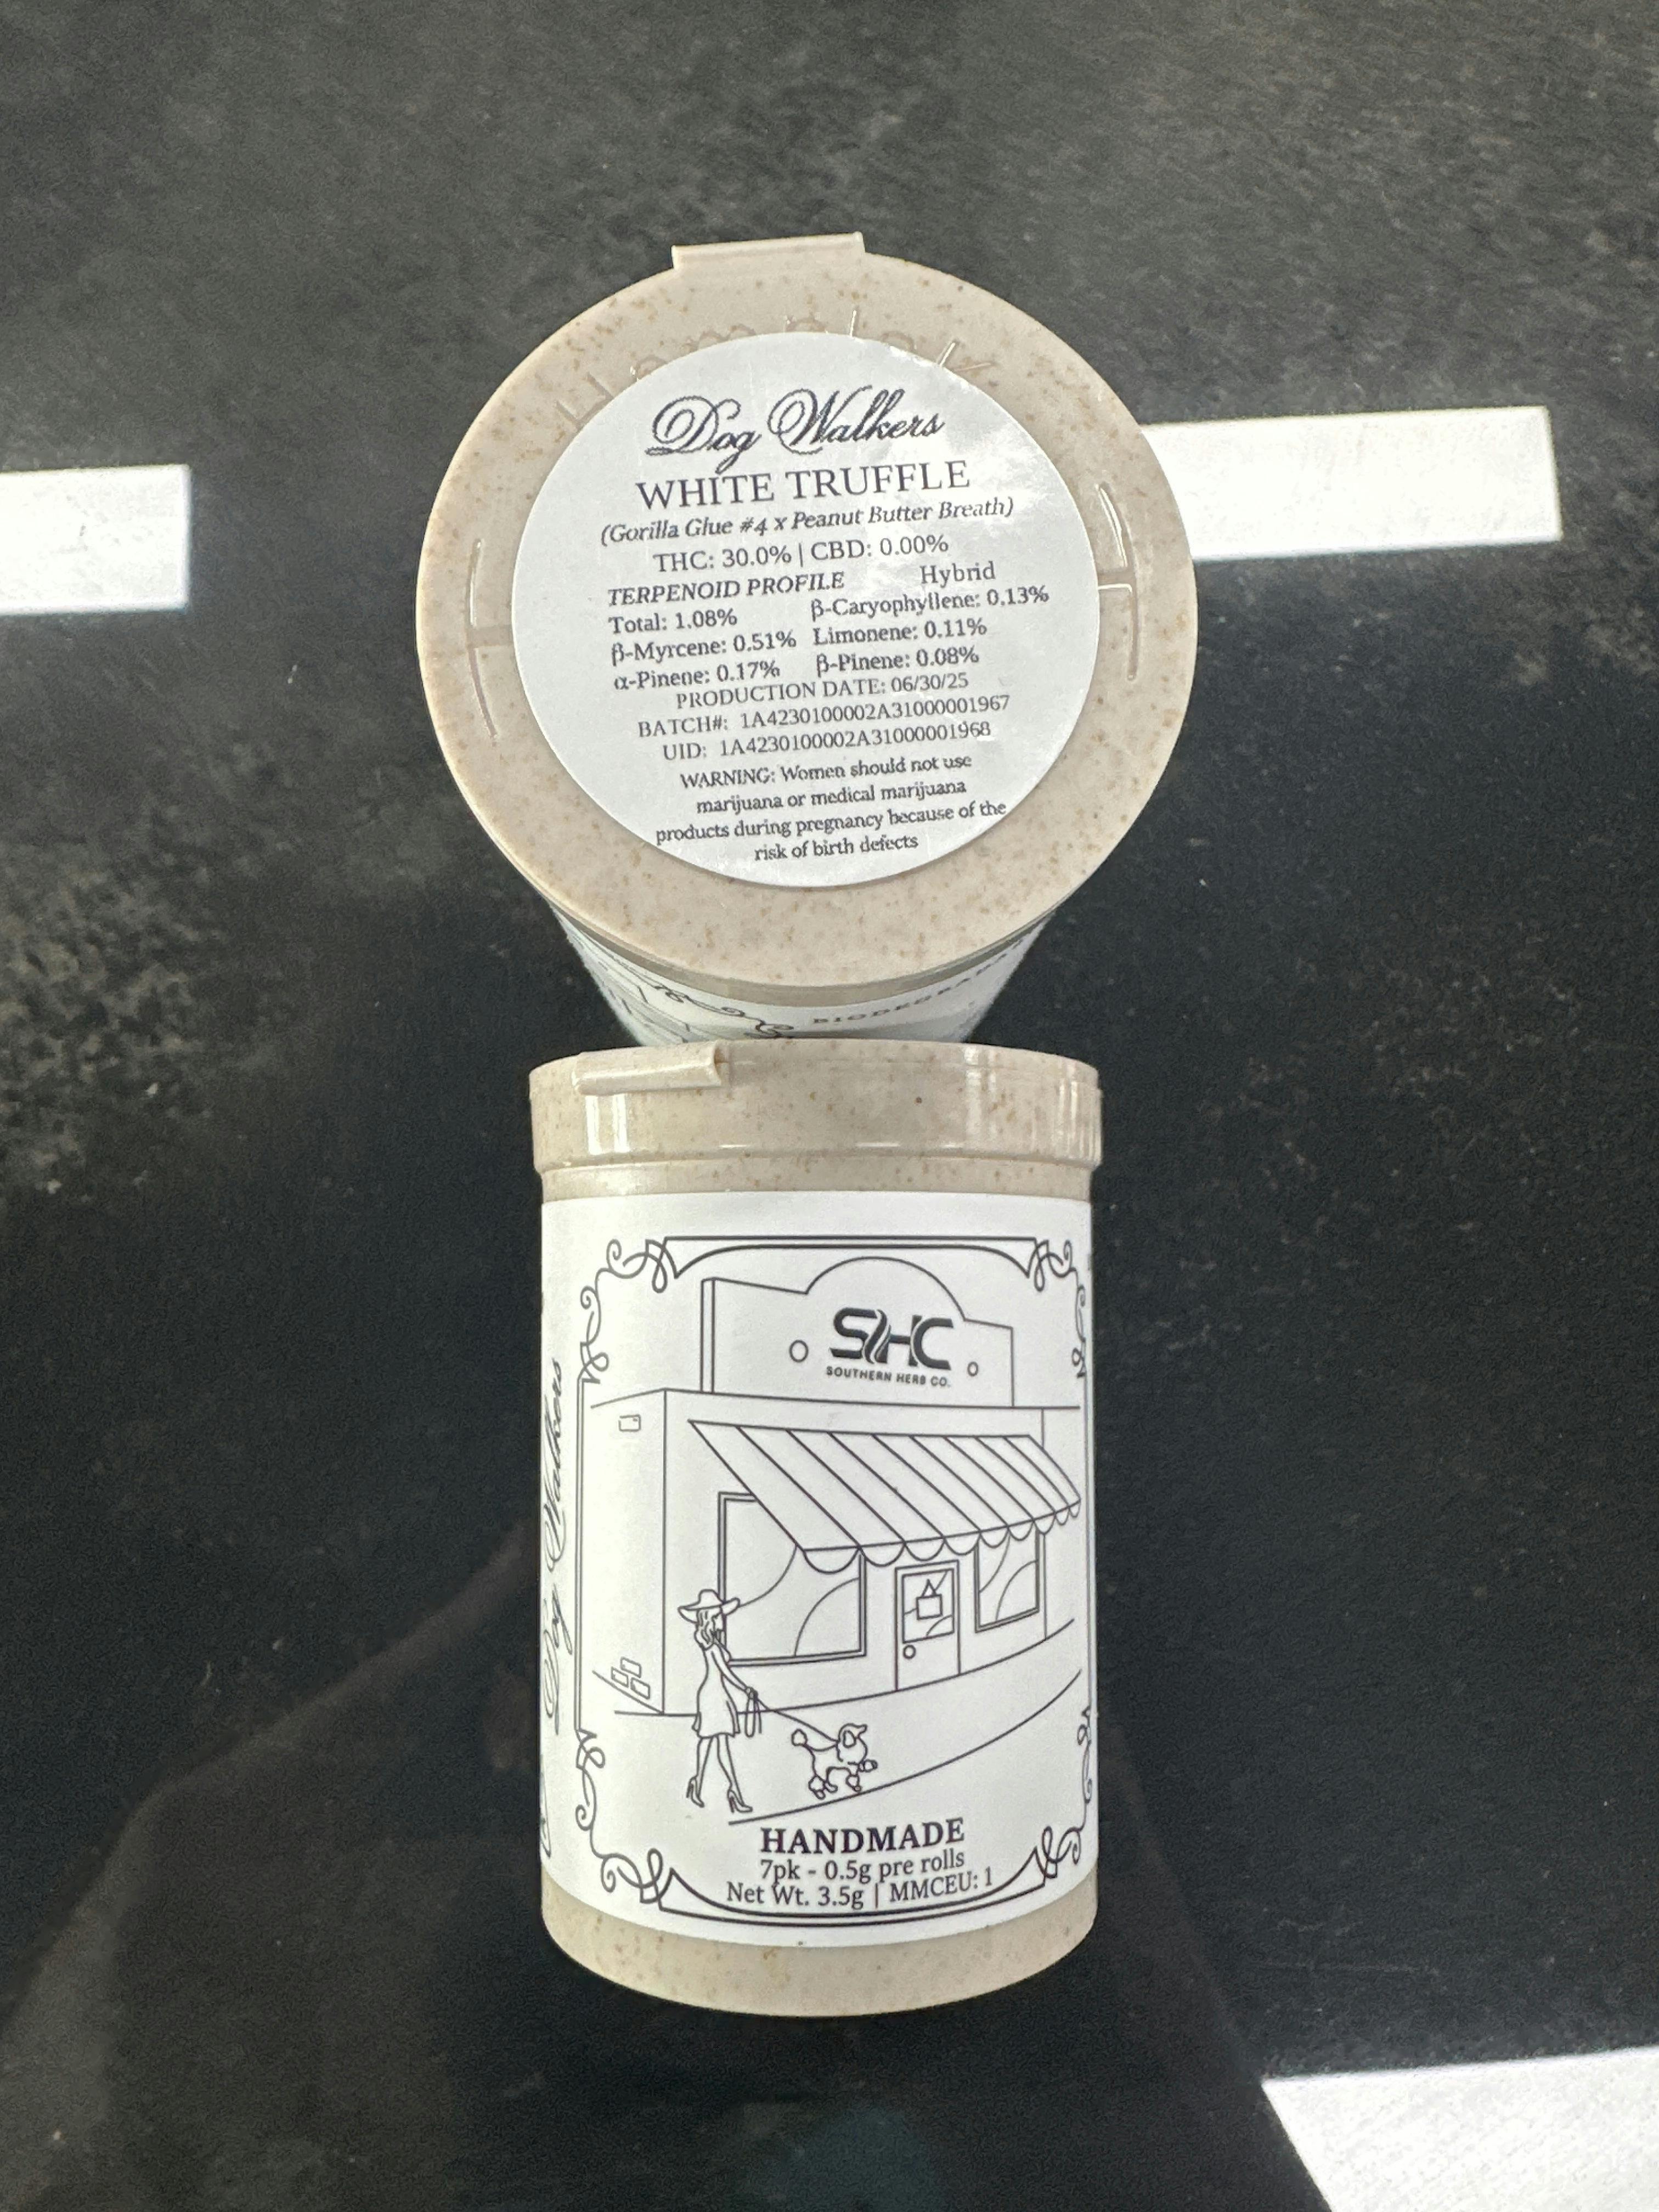 Hemplok
Dog Walkers
WHITE TRUFFLE
(Gorilla Glue #4 x Peanut Butter Breath)
THC: 30.0% | CBD: 0.00%
TERPENOID PROFILE Hybrid
Total: 1.08% β-Caryophyllene: 0.13%
β-Myrcene: 0.51% Limonene: 0.11%
α-Pinene: 0.17% β-Pinene: 0.08%
PRODUCTION DATE: 06/30/25
BATCH#: 1A4230100002A31000001967
UID: 1A4230100002A31000001968
WARNING: Women should not use
marijuana or medical marijuana
products during pregnancy because of the
risk of birth defects
SHC
SOUTHERN HERB CO.
Dog Walkers
HANDMADE
7pk - 0.5g pre rolls
Net Wt. 3.5g | MMCEU: 1